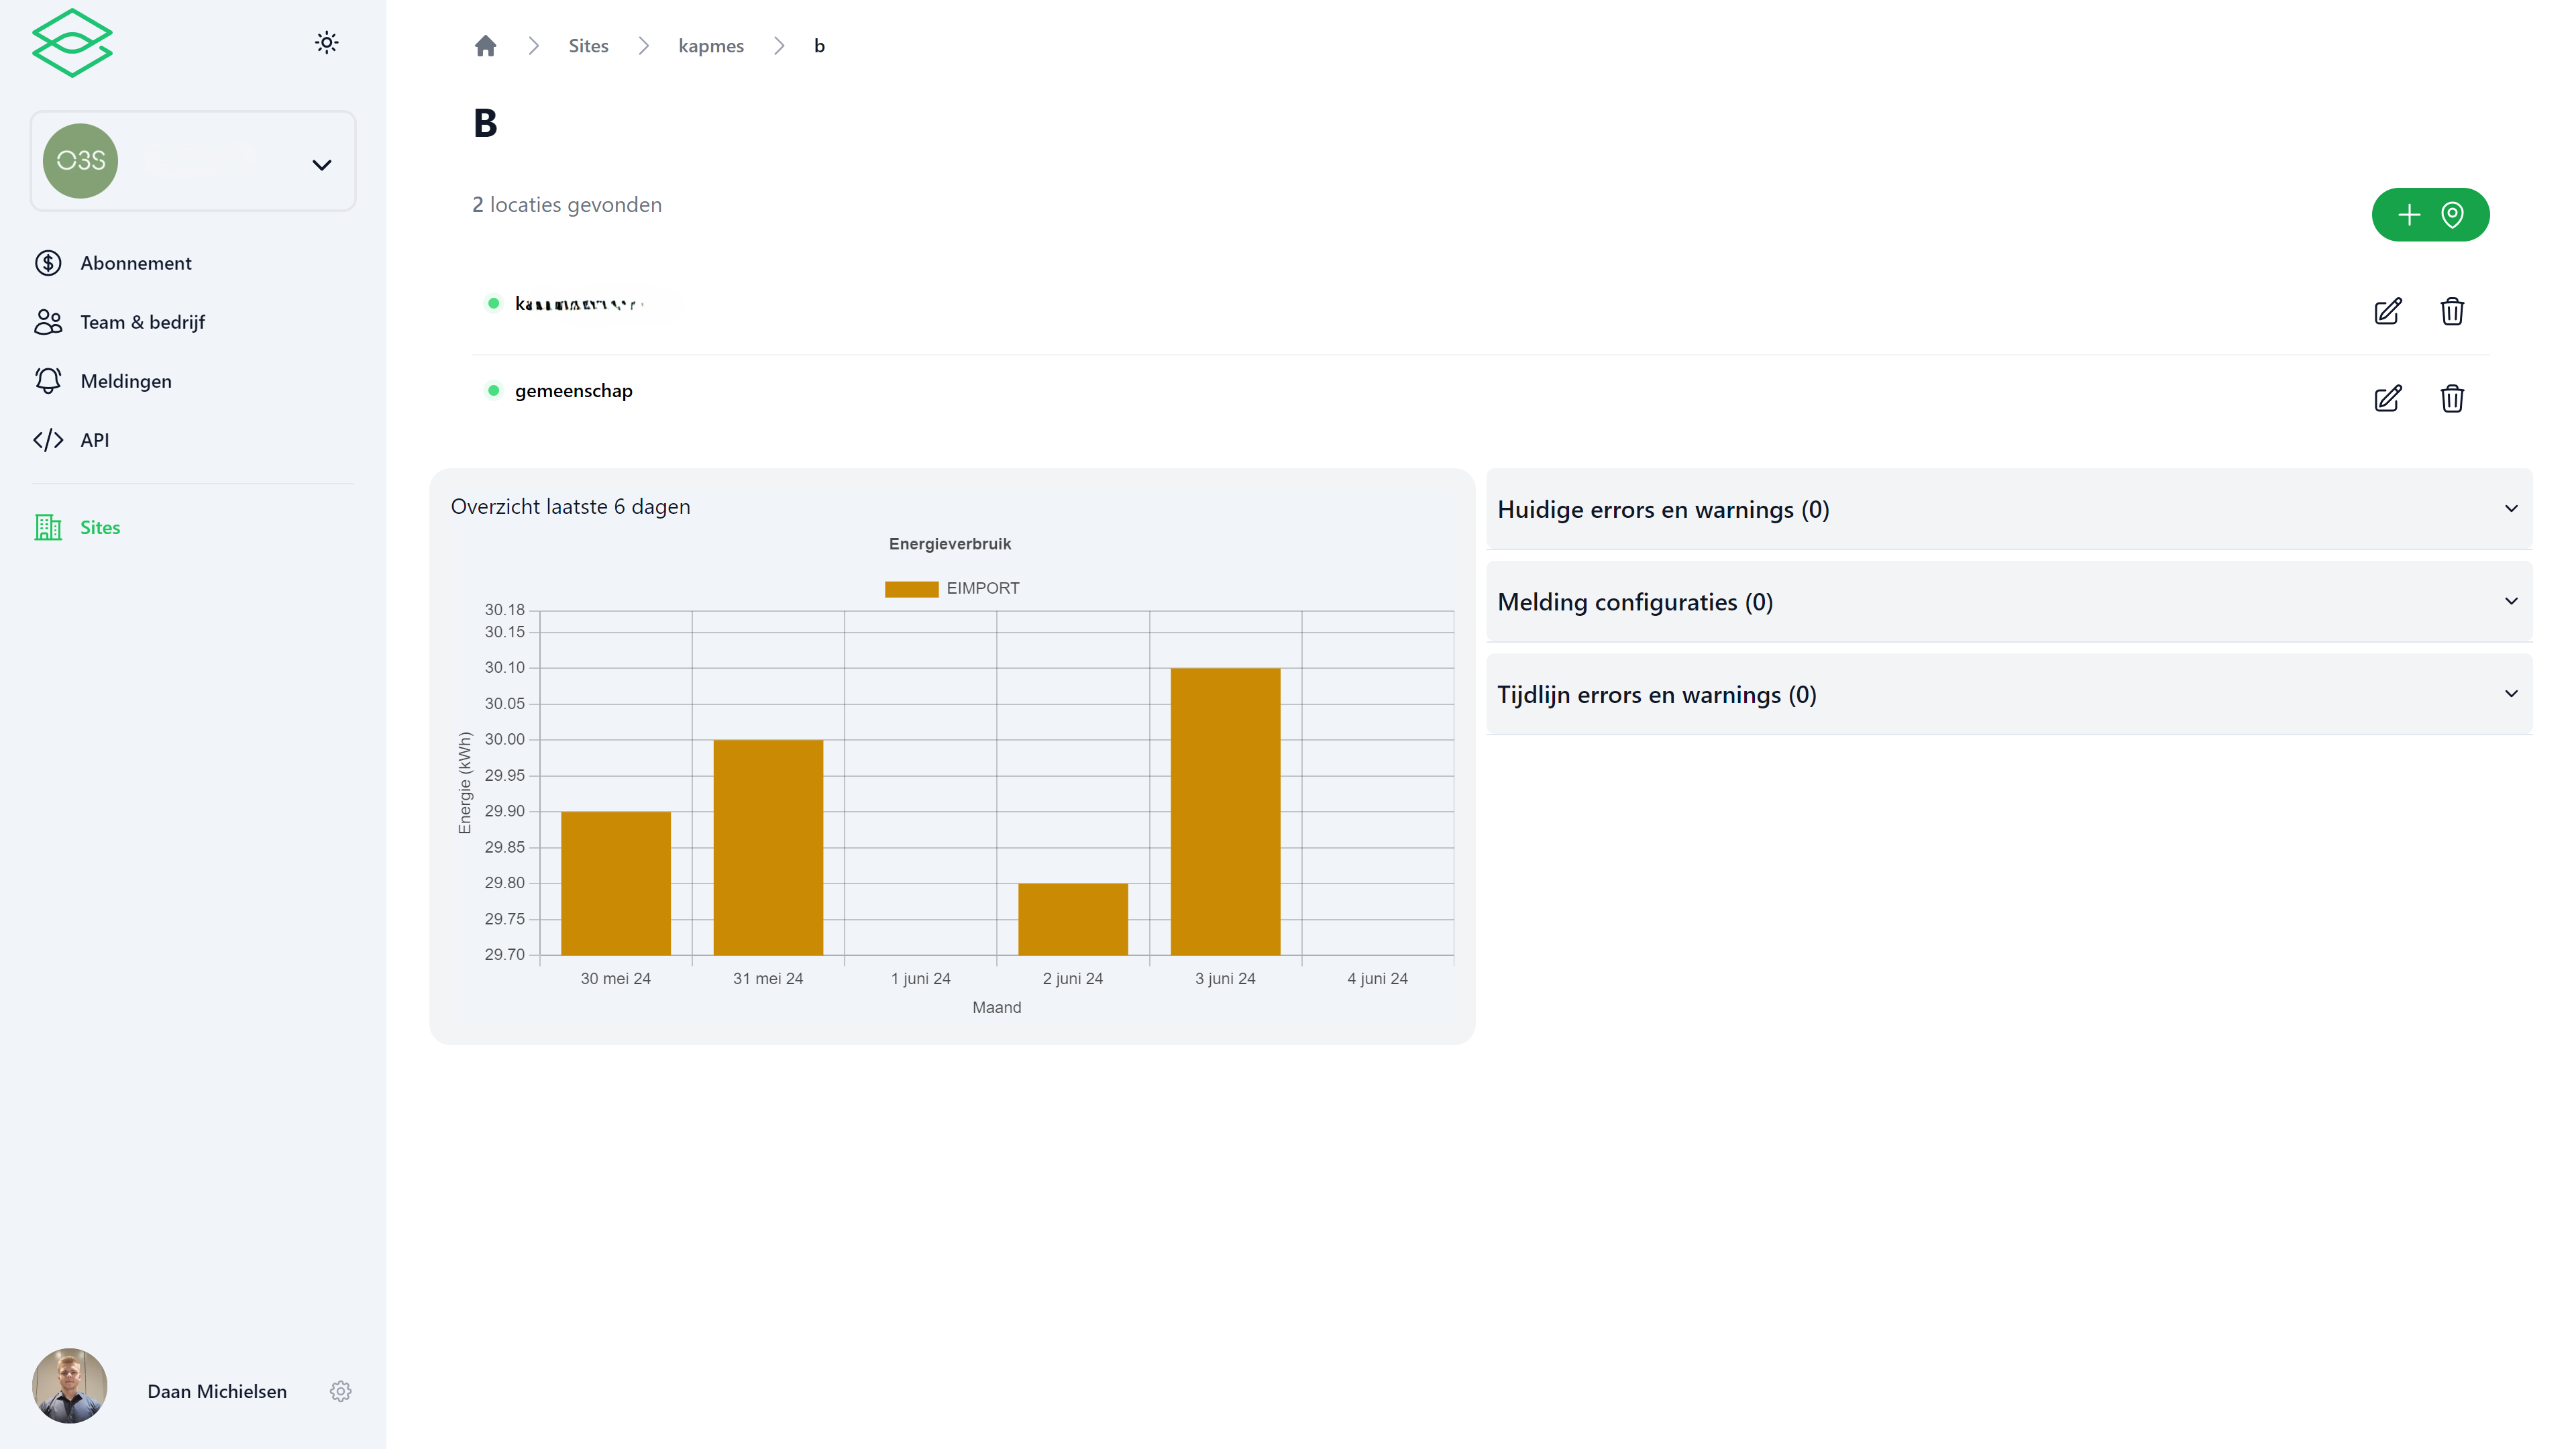 Sites kapmes b
O3S
B
2 locaties gevonden
Abonnement
Team & bedrijf
Meldingen
API
Sites
gemeenschap
Overzicht laatste 6 dagen
Energieverbruik
EIMPORT
30.18
30.15
30.10
30.05
30.00
29.95
29.90
29.85
29.80
29.75
29.70
Energie (kWh)
30 mei 24 31 mei 24 1 juni 24 2 juni 24 3 juni 24 4 juni 24
Maand
Huidige errors en warnings (0)
Melding configuraties (0)
Tijdlijn errors en warnings (0)
Daan Michielsen